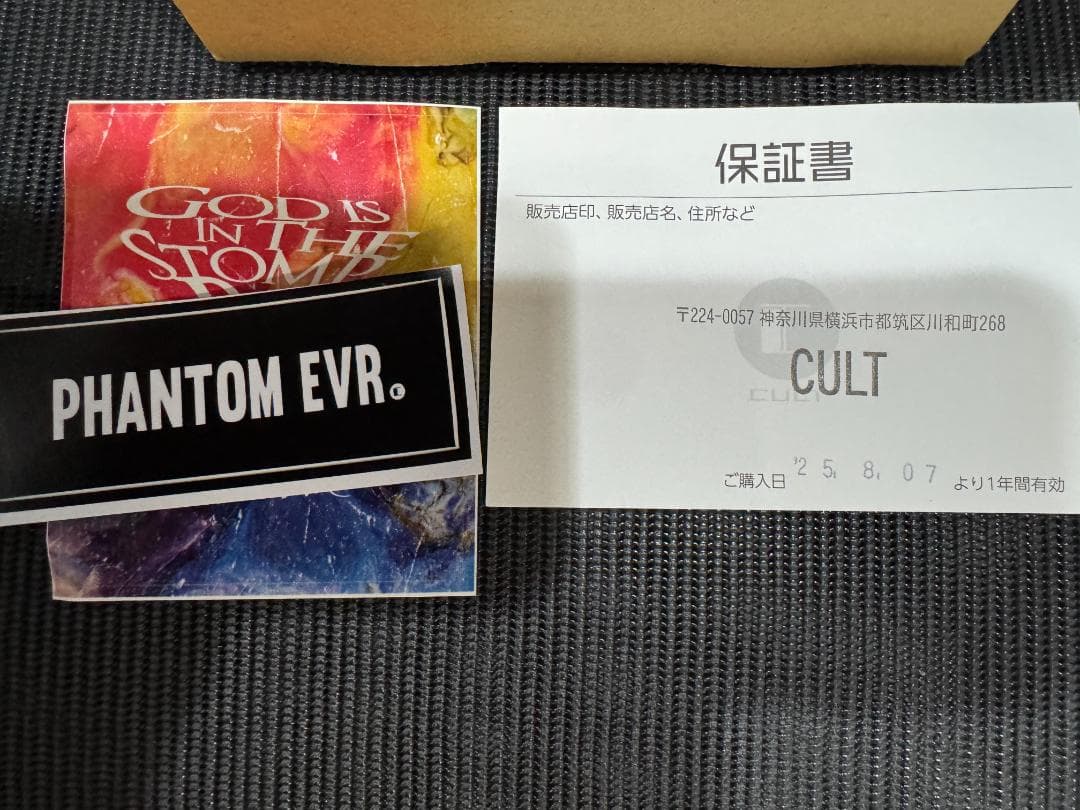 GOD IS
IN THE
STOMP
PHANTOM EVR.
保証書
販売店印、販売店名、住所など
〒224-0057 神奈川県横浜市都筑区川和町268
CULT
CULT
ご購入日 '25. 8. 07 より1年間有効